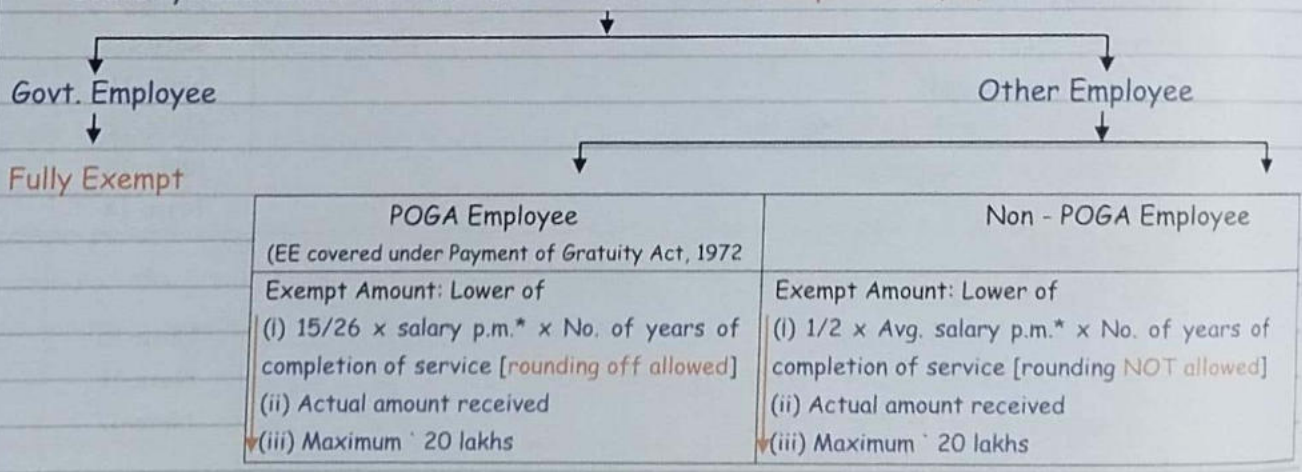 Govt. Employee
Other Employee
Fully Exempt
POGA Employee
(EE covered under Payment of Gratuity Act, 1972
Non - POGA Employee
Exempt Amount: Lower of
(i) 15/26 x salary p.m.* x No. of years of
completion of service [rounding off allowed]
(ii) Actual amount received
(iii) Maximum ` 20 lakhs
Exempt Amount: Lower of
(i) 1/2 x Avg. salary p.m.* x No. of years of
completion of service [rounding NOT allowed]
(ii) Actual amount received
(iii) Maximum ` 20 lakhs